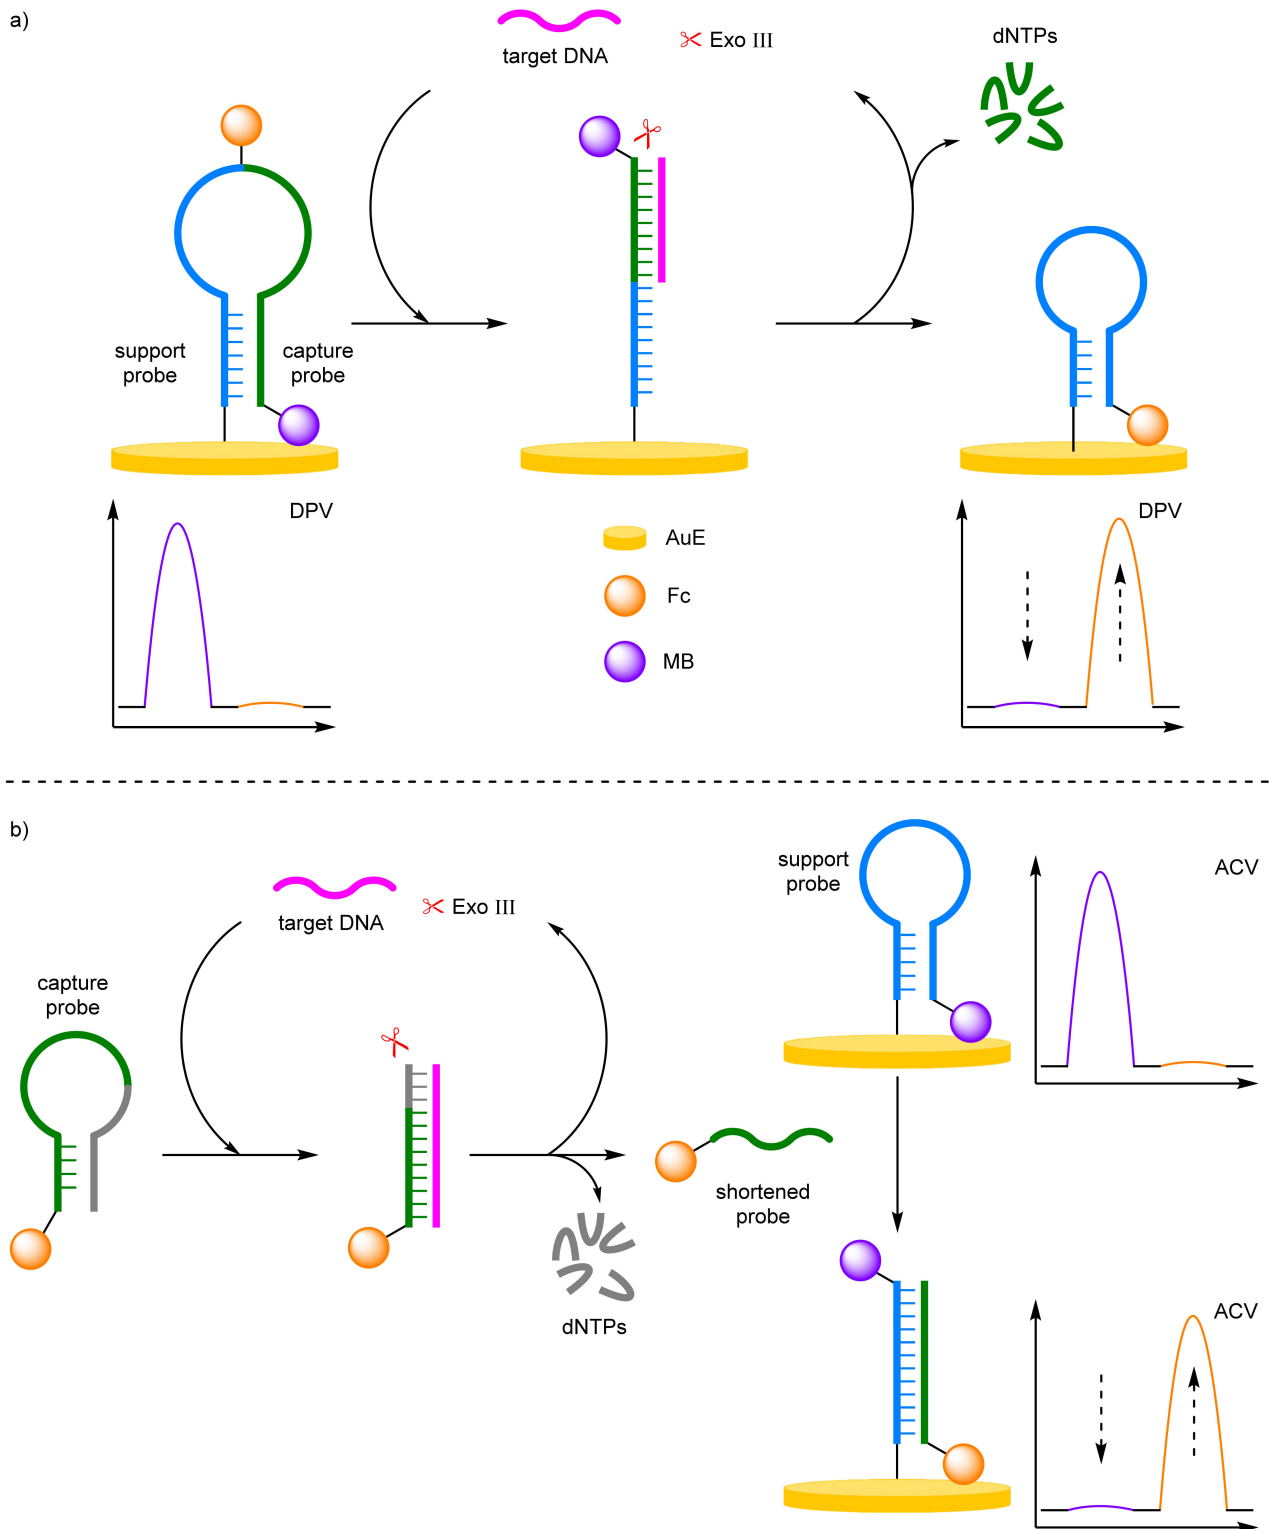 a)
target DNA
Exo III
dNTPs
support
probe
capture
probe
DPV
DPV
AuE
Fc
MB
b)
support
probe
ACV
target DNA
Exo III
capture
probe
shortened
probe
dNTPs
ACV